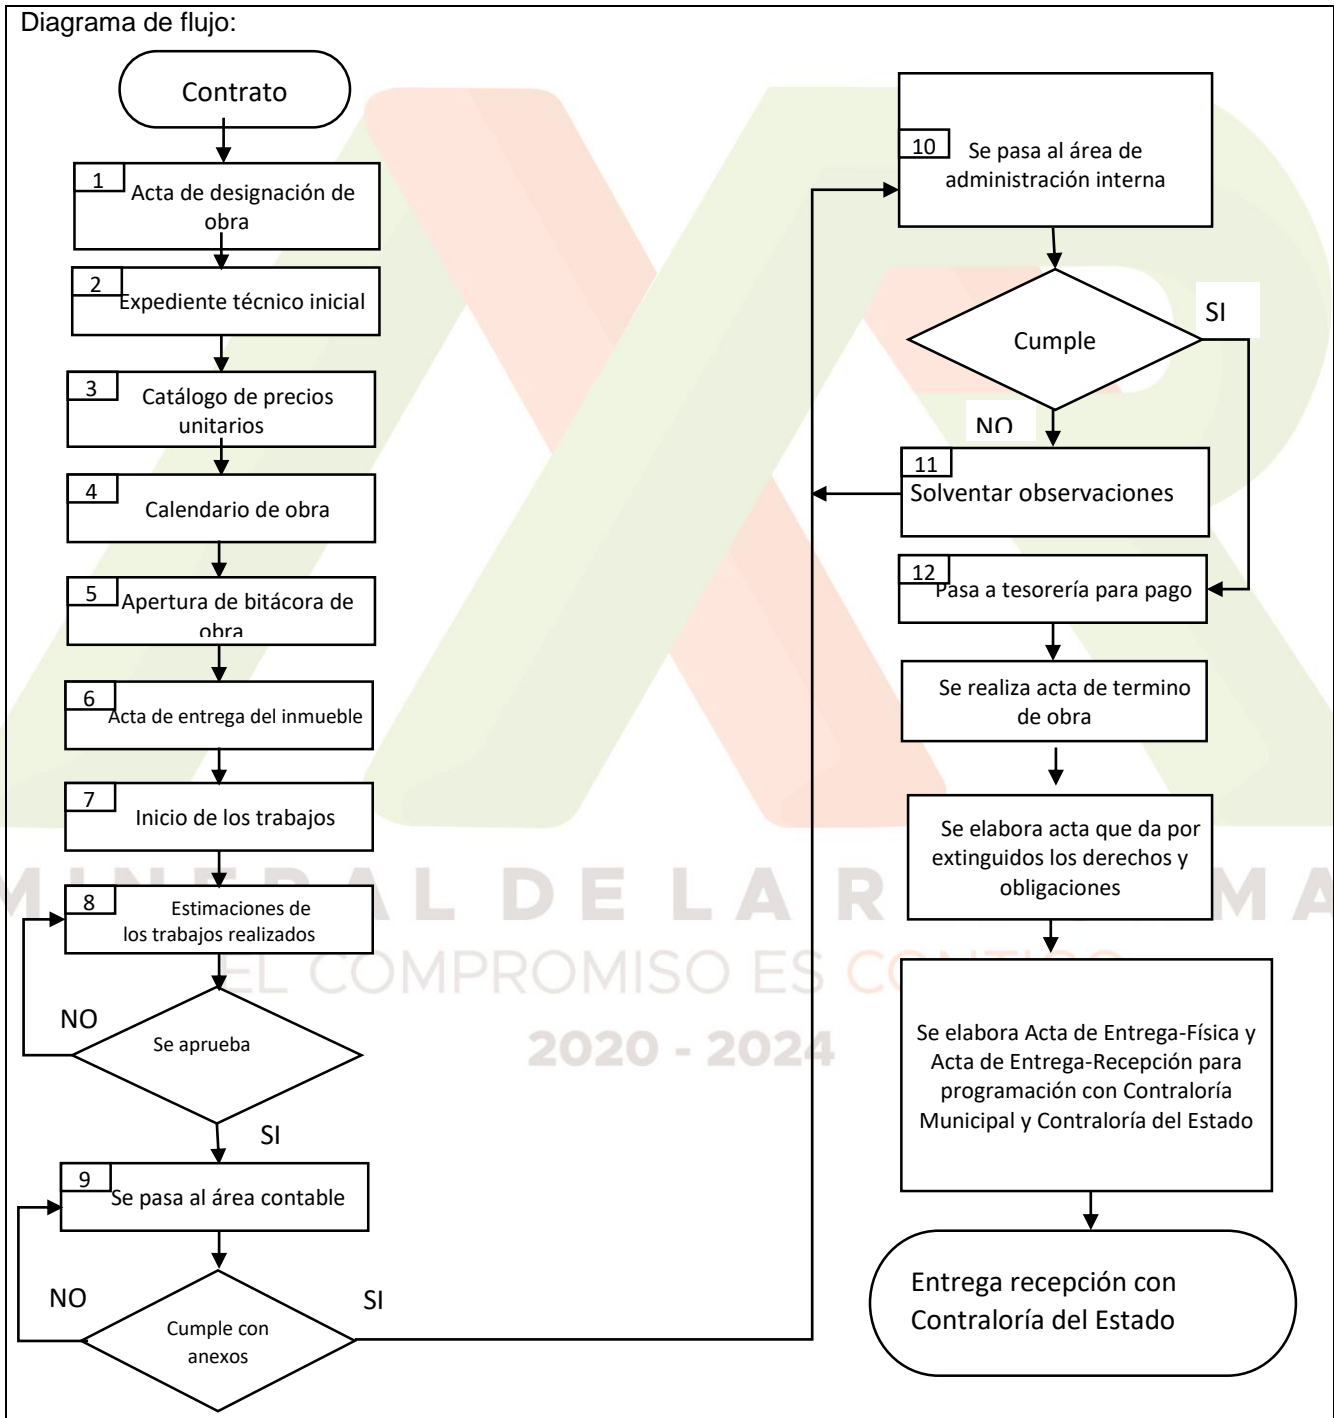 Diagrama de flujo:
Contrato
1
Acta de designación de
obra
2
Expediente técnico inicial
3
Catálogo de precios
unitarios
4
Calendario de obra
5
Apertura de bitácora de
obra
6
Acta de entrega del inmueble
7
Inicio de los trabajos
8
Estimaciones de
los trabajos realizados
NO
Se aprueba
SI
9
Se pasa al área contable
NO
SI
Cumple con
anexos
10
Se pasa al área de
administración interna
SI
Cumple
NO
11
Solventar observaciones
12
Pasa a tesorería para pago
Se realiza acta de termino
de obra
Se elabora acta que da por
extinguidos los derechos y
obligaciones
Se elabora Acta de Entrega-Física y
Acta de Entrega-Recepción para
programación con Contraloría
Municipal y Contraloría del Estado
Entrega recepción con
Contraloría del Estado
DE LA
EL COMPROMISO ES
2020 - 2024